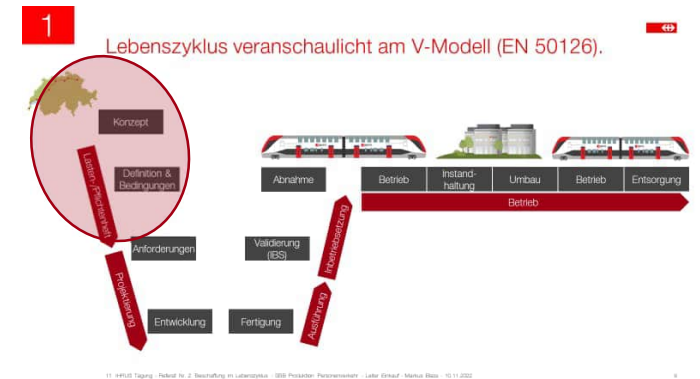 1
Lebenszyklus veranschaulicht am V-Modell (EN 50126).
Konzept
Lasten-/Pflichtenheft
Definition &
Bedingungen
Anforderungen
Projektierung
Entwicklung
Fertigung
Ausführung
Validierung
(IBS)
Inbetriebsetzung
Abnahme
Betrieb
Instand-
haltung
Umbau
Betrieb
Entsorgung
Betrieb